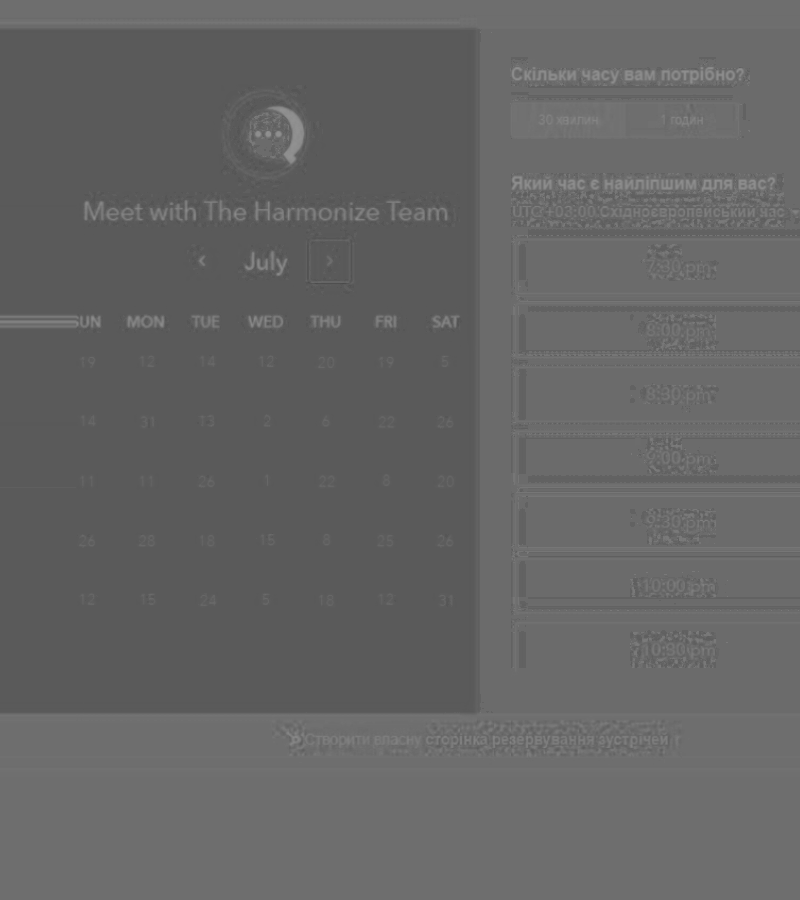 Meet with The Harmonize Team
‹ July ›
SUN MON TUE WED THU FRI SAT
19 12 14 12 20 19 5
14 31 13 2 6 22 26
11 11 26 1 22 8 20
26 28 18 15 8 25 26
12 15 24 5 16 12 31
Скільки часу вам потрібно?
30 хвилин 1 годин
Який час є найліпшим для вас?
UTC+03:00 Східноєвропейський час
7:30 pm
8:00 pm
8:30 pm
9:00 pm
9:30 pm
10:00 pm
10:30 pm
Створити власну сторінка резервування зустрічей